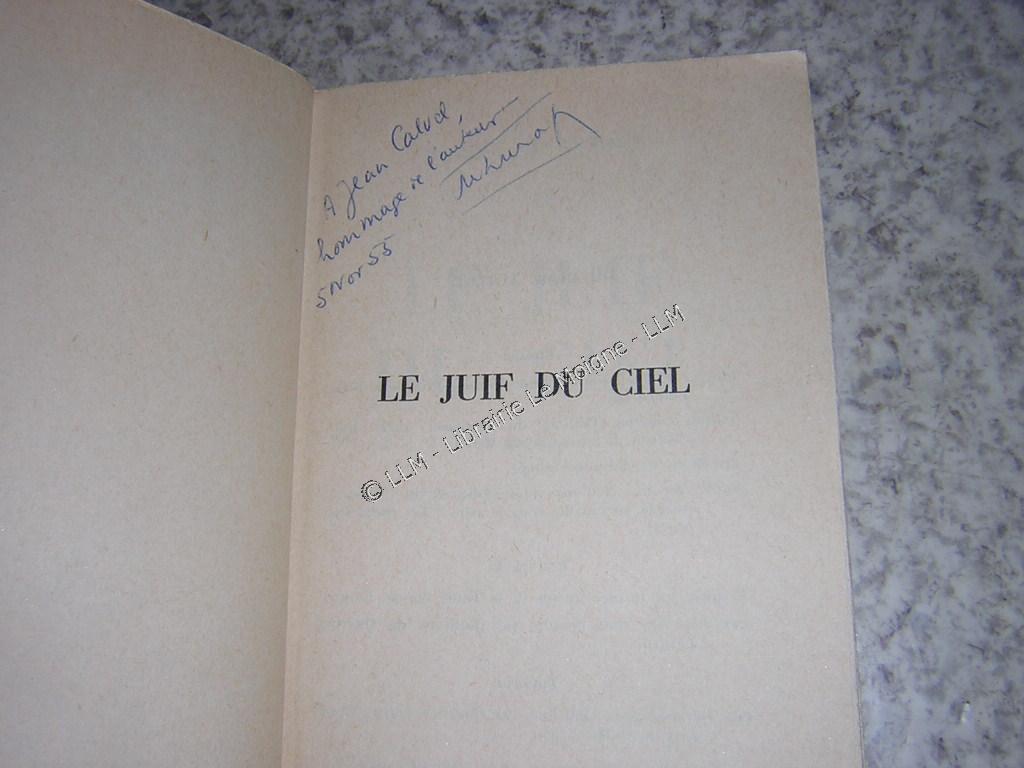 A Jean Calvel,
hommage de l'auteur
5 Nov 55
LE JUIF DU CIEL
© LLM - Librairie Le Moigne - LLM